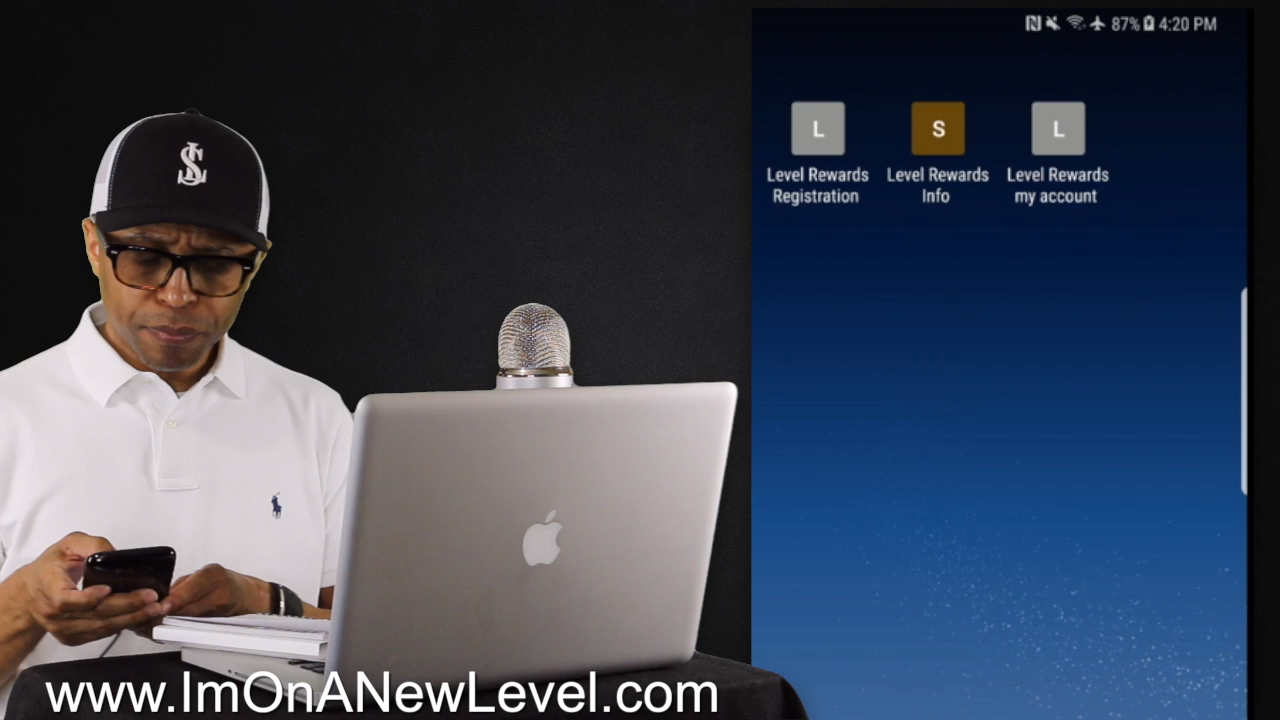 87% 4:20 PM
L S L
Level Rewards Level Rewards Level Rewards
Registration Info my account
www.ImOnANewLevel.com